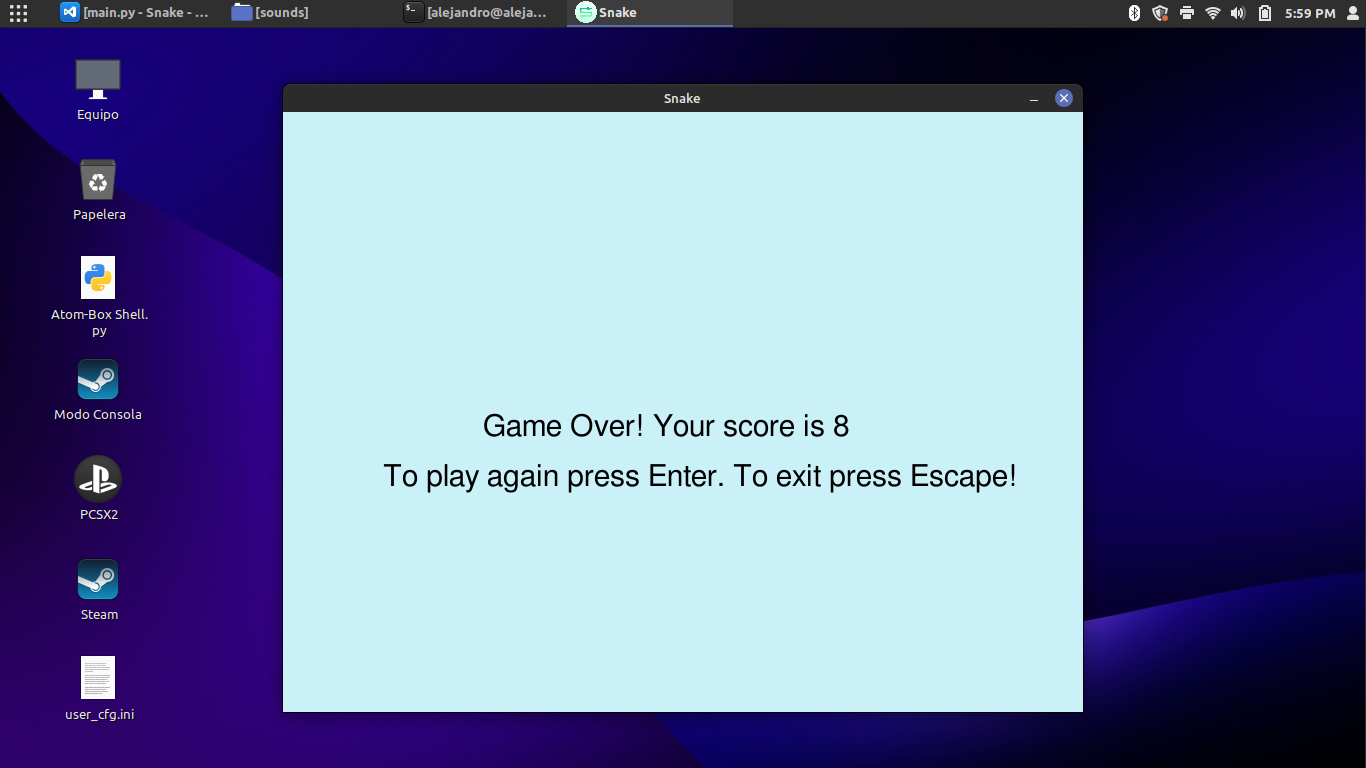 [main.py - Snake - ...
[sounds]
[alejandro@aleja...
Snake
5:59 PM
Equipo
Papelera
Atom-Box Shell.
py
Modo Consola
PCSX2
Steam
user_cfg.ini
Snake
Game Over! Your score is 8
To play again press Enter. To exit press Escape!